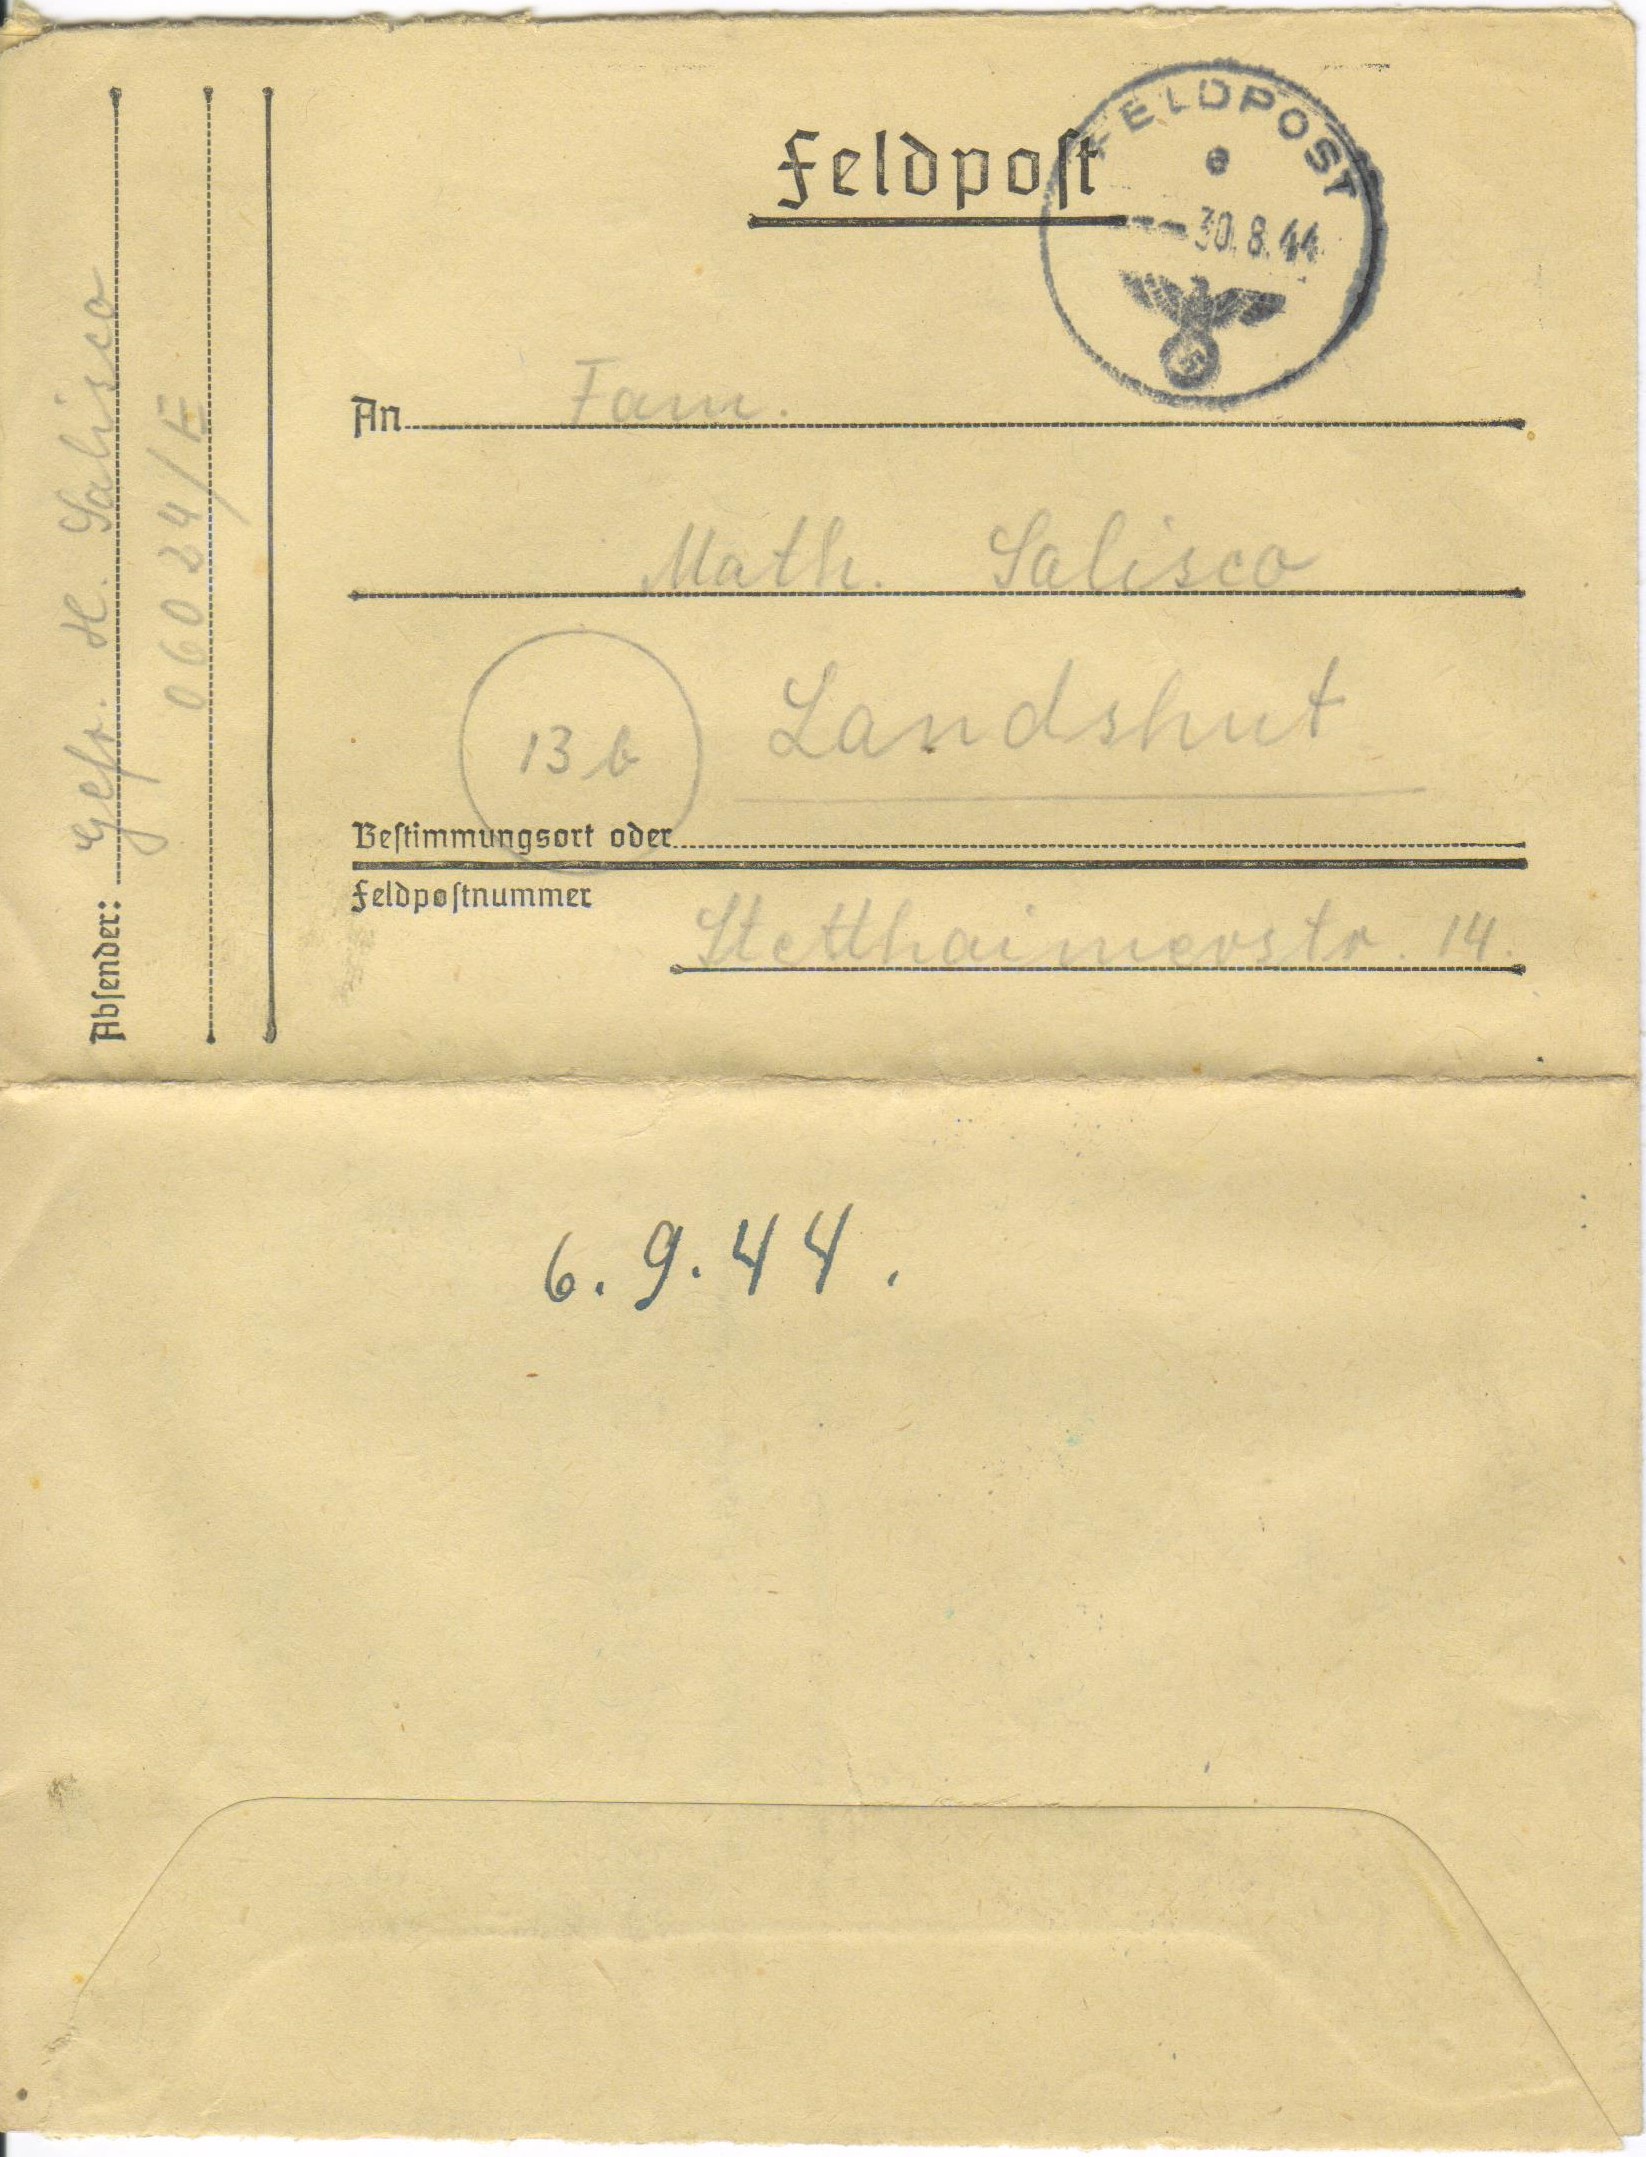 Feldpoſt
FELDPOST
e
30.8.44
An Fam.
Math. Salisco
13b Landshut
Beſtimmungsort oder
Feldpoſtnummer
Stetthaimerstr. 14.
Abſender: Gefr. H. Salisco
06024/E
6.9.44.